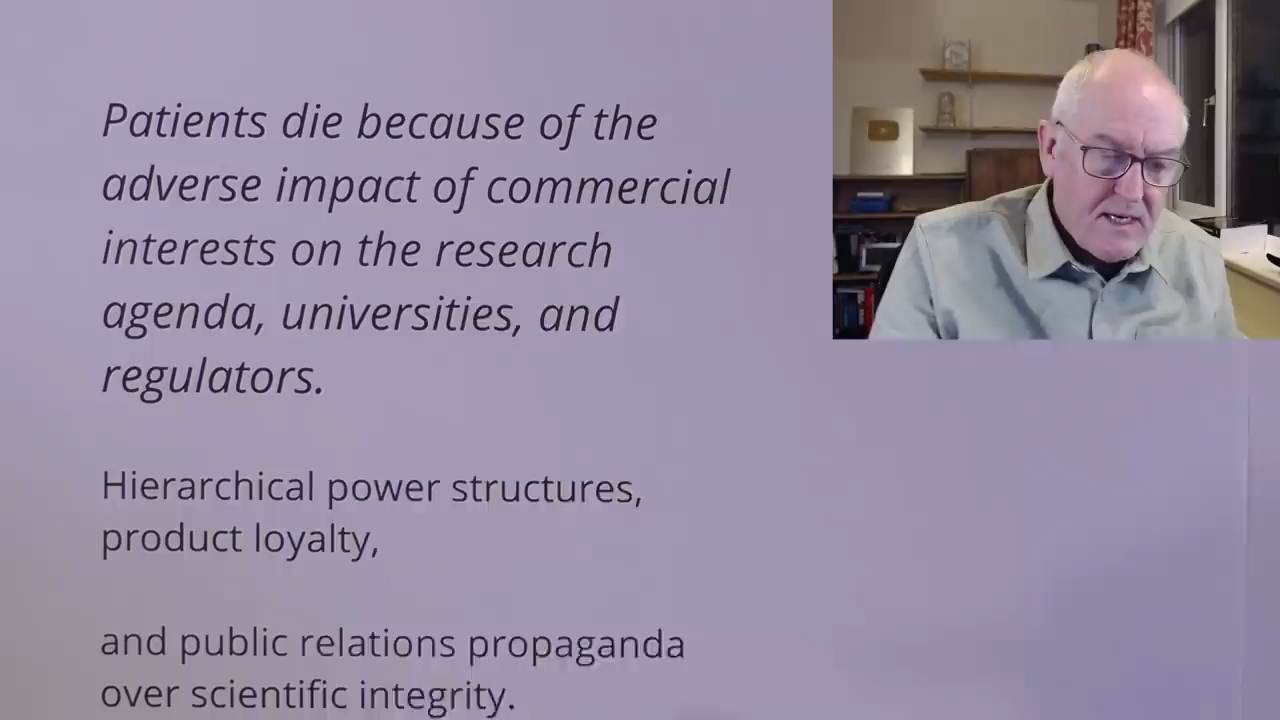 Patients die because of the
adverse impact of commercial
interests on the research
agenda, universities, and
regulators.
Hierarchical power structures,
product loyalty,
and public relations propaganda
over scientific integrity.